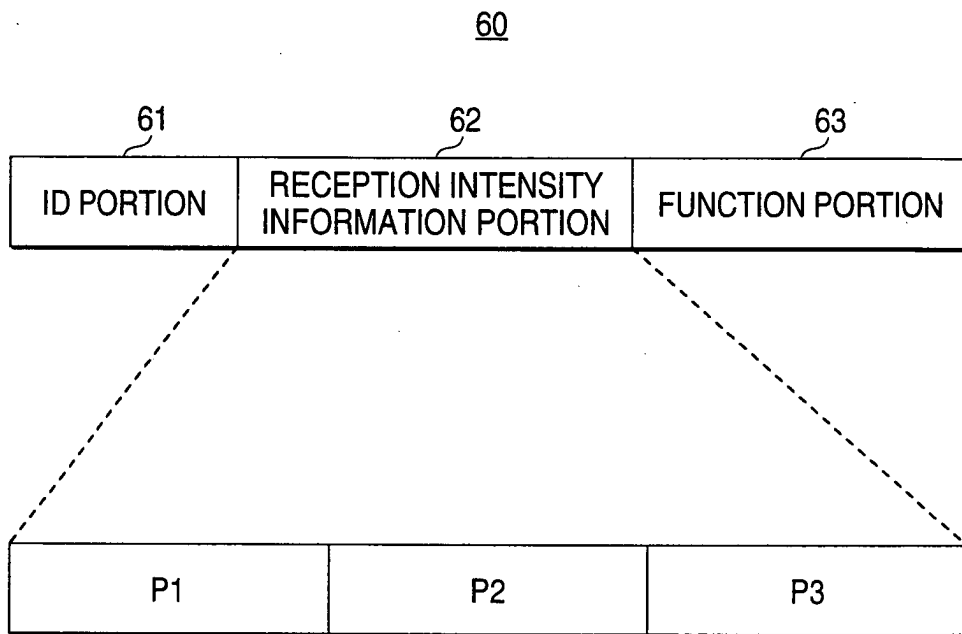 60
61
62
63
ID PORTION
RECEPTION INTENSITY
INFORMATION PORTION
FUNCTION PORTION
P1
P2
P3